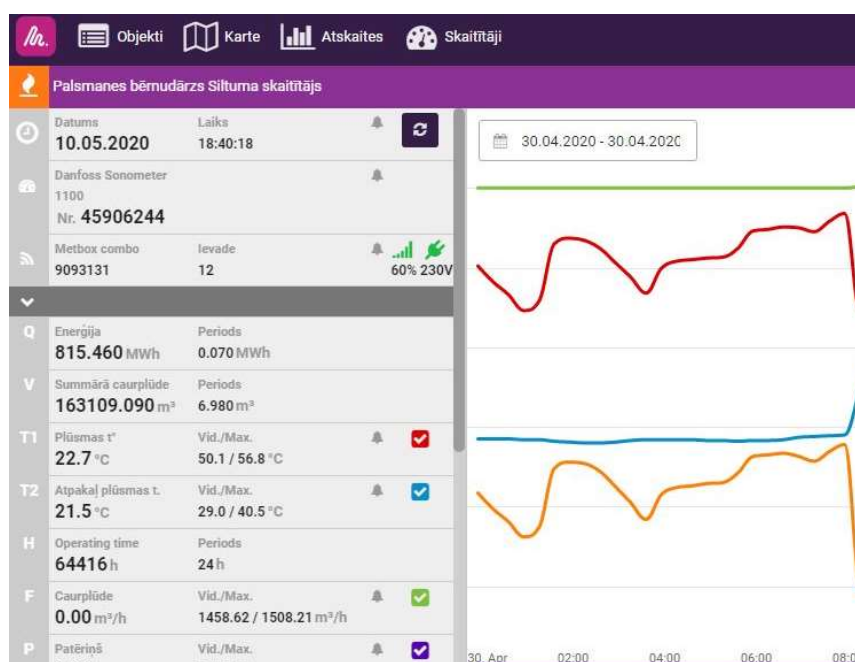 Objekti Karte Atskaites Skaitītāji
Palsmanes bērnudārzs Siltuma skaitītājs
Datums Laiks
10.05.2020 18:40:18
30.04.2020 - 30.04.2020
Danfoss Sonometer
1100
Nr. 45906244
Metbox combo Ievade
9093131 12 60% 230V
Q Enerģija Periods
815.460 MWh 0.070 MWh
V Summārā caurplūde Periods
163109.090 m³ 6.980 m³
T1 Plūsmas t° Vid./Max.
22.7 °C 50.1 / 56.8 °C
T2 Atpakaļ plūsmas t. Vid./Max.
21.5 °C 29.0 / 40.5 °C
H Operating time Periods
64416 h 24 h
F Caurplūde Vid./Max.
0.00 m³/h 1458.62 / 1508.21 m³/h
P Patēriņš Vid./Max.
30. Apr 02:00 04:00 06:00 08:0